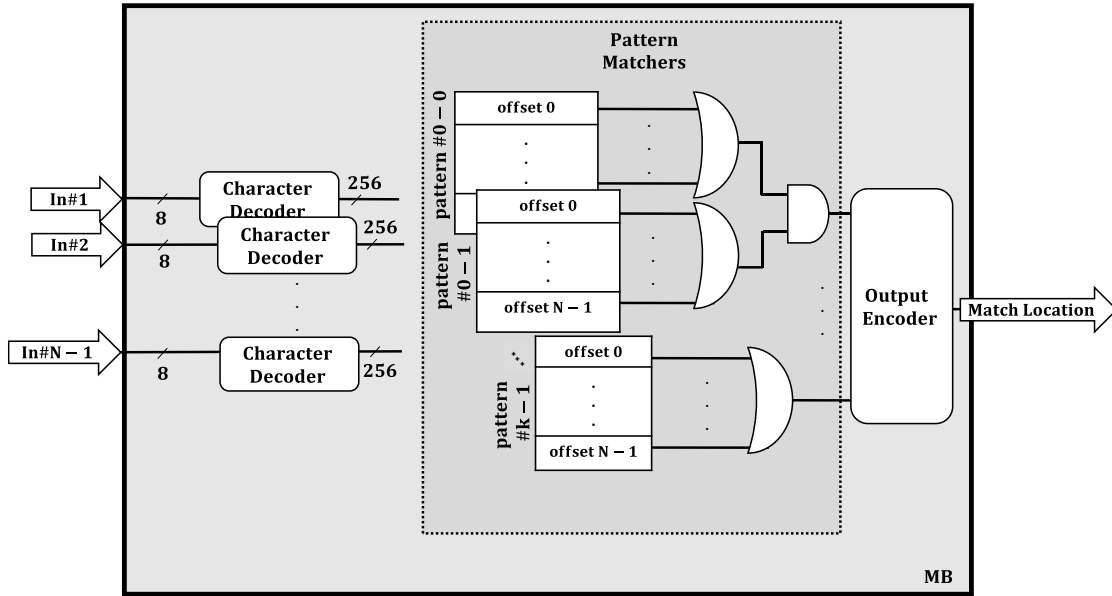 Pattern
Matchers
pattern #0 – 0
offset 0
In#1
8
Character
Decoder
256
In#2
8
Character
Decoder
256
pattern
#0 – 1
offset 0
offset N – 1
Output
Encoder
Match Location
In#N – 1
8
Character
Decoder
256
pattern
#k – 1
offset 0
offset N – 1
MB